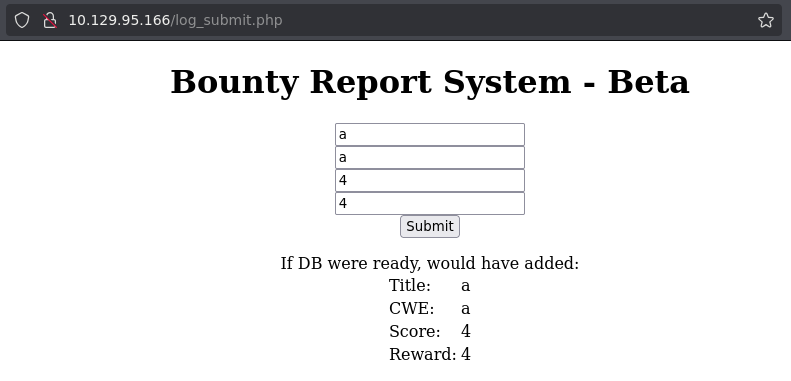 10.129.95.166/log_submit.php
Bounty Report System - Beta
a
a
4
4
Submit
If DB were ready, would have added:
Title: a
CWE: a
Score: 4
Reward: 4